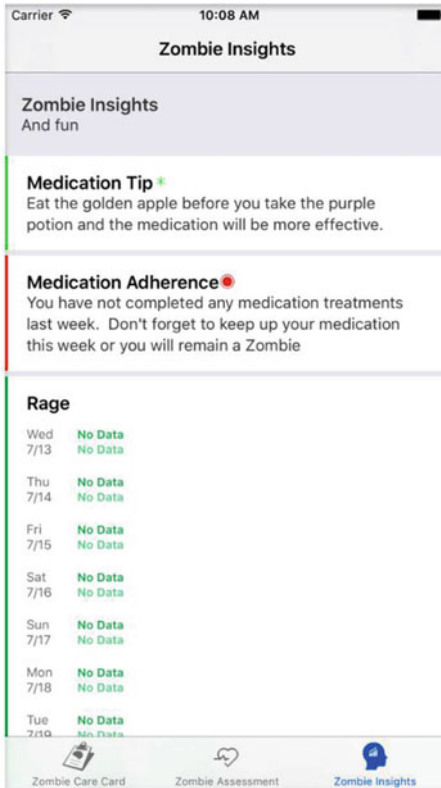 Carrier 10:08 AM
Zombie Insights
Zombie Insights
And fun
Medication Tip *
Eat the golden apple before you take the purple
potion and the medication will be more effective.
Medication Adherence
You have not completed any medication treatments
last week. Don't forget to keep up your medication
this week or you will remain a Zombie
Rage
Wed No Data
7/13 No Data
Thu No Data
7/14 No Data
Fri No Data
7/15 No Data
Sat No Data
7/16 No Data
Sun No Data
7/17 No Data
Mon No Data
7/18 No Data
Tue No Data
7/19 No Data
Zombie Care Card Zombie Assessment Zombie Insights